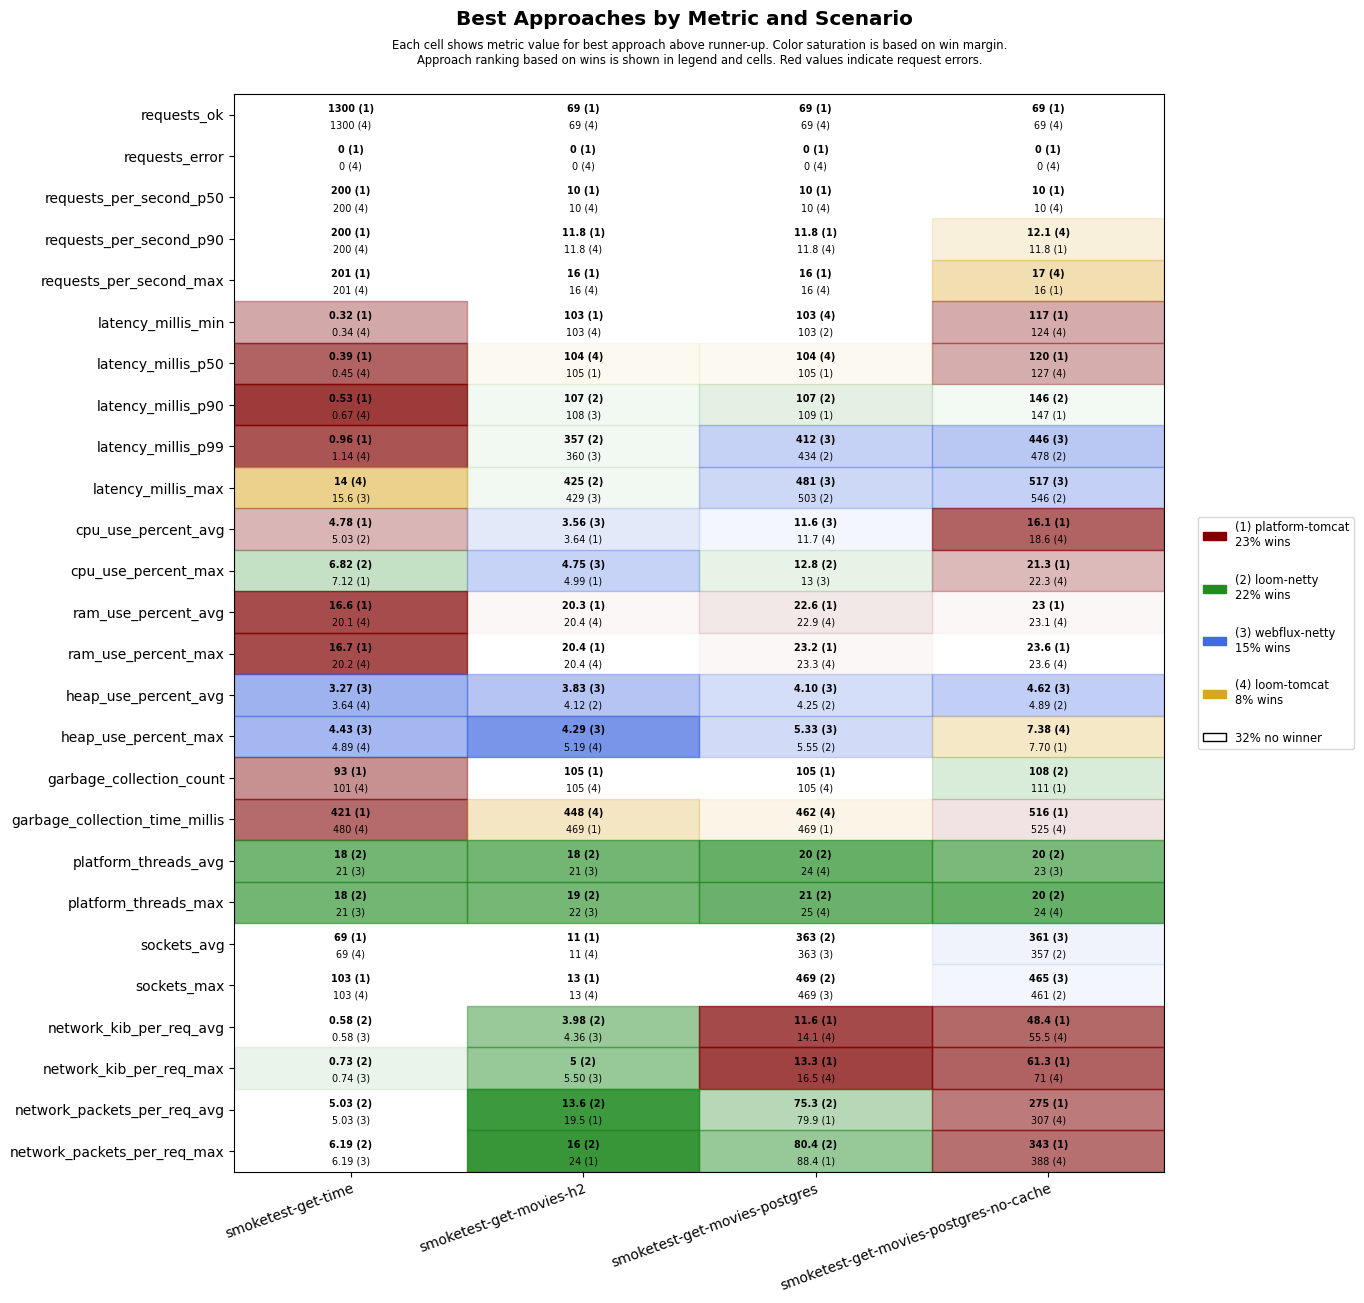 Best Approaches by Metric and Scenario
Each cell shows metric value for best approach above runner-up. Color saturation is based on win margin.
Approach ranking based on wins is shown in legend and cells. Red values indicate request errors.
requests_ok
1300 (1) 69 (1) 69 (1) 69 (1)
1300 (4) 69 (4) 69 (4) 69 (4)
requests_error
0 (1) 0 (1) 0 (1) 0 (1)
0 (4) 0 (4) 0 (4) 0 (4)
requests_per_second_p50
200 (1) 10 (1) 10 (1) 10 (1)
200 (4) 10 (4) 10 (4) 10 (4)
requests_per_second_p90
200 (1) 11.8 (1) 11.8 (1) 12.1 (4)
200 (4) 11.8 (4) 11.8 (4) 11.8 (1)
requests_per_second_max
201 (1) 16 (1) 16 (1) 17 (4)
201 (4) 16 (4) 16 (4) 16 (1)
latency_millis_min
0.32 (1) 103 (1) 103 (4) 117 (1)
0.34 (4) 103 (4) 103 (2) 124 (4)
latency_millis_p50
0.39 (1) 104 (4) 104 (4) 120 (1)
0.45 (4) 105 (1) 105 (1) 127 (4)
latency_millis_p90
0.53 (1) 107 (2) 107 (2) 146 (2)
0.67 (4) 108 (3) 109 (1) 147 (1)
latency_millis_p99
0.96 (1) 357 (2) 412 (3) 446 (3)
1.14 (4) 360 (3) 434 (2) 478 (2)
latency_millis_max
14 (4) 425 (2) 481 (3) 517 (3)
15.6 (3) 429 (3) 503 (2) 546 (2)
cpu_use_percent_avg
4.78 (1) 3.56 (3) 11.6 (3) 16.1 (1)
5.03 (2) 3.64 (1) 11.7 (4) 18.6 (4)
cpu_use_percent_max
6.82 (2) 4.75 (3) 12.8 (2) 21.3 (1)
7.12 (1) 4.99 (1) 13 (3) 22.3 (4)
ram_use_percent_avg
16.6 (1) 20.3 (1) 22.6 (1) 23 (1)
20.1 (4) 20.4 (4) 22.9 (4) 23.1 (4)
ram_use_percent_max
16.7 (1) 20.4 (1) 23.2 (1) 23.6 (1)
20.2 (4) 20.4 (4) 23.3 (4) 23.6 (4)
heap_use_percent_avg
3.27 (3) 3.83 (3) 4.10 (3) 4.62 (3)
3.64 (4) 4.12 (2) 4.25 (2) 4.89 (2)
heap_use_percent_max
4.43 (3) 4.29 (3) 5.33 (3) 7.38 (4)
4.89 (4) 5.19 (4) 5.55 (2) 7.70 (1)
garbage_collection_count
93 (1) 105 (1) 105 (1) 108 (2)
101 (4) 105 (4) 105 (4) 111 (1)
garbage_collection_time_millis
421 (1) 448 (4) 462 (4) 516 (1)
480 (4) 469 (1) 469 (1) 525 (4)
platform_threads_avg
18 (2) 18 (2) 20 (2) 20 (2)
21 (3) 21 (3) 24 (4) 23 (3)
platform_threads_max
18 (2) 19 (2) 21 (2) 20 (2)
21 (3) 22 (3) 25 (4) 24 (4)
sockets_avg
69 (1) 11 (1) 363 (2) 361 (3)
69 (4) 11 (4) 363 (3) 357 (2)
sockets_max
103 (1) 13 (1) 469 (2) 465 (3)
103 (4) 13 (4) 469 (3) 461 (2)
network_kib_per_req_avg
0.58 (2) 3.98 (2) 11.6 (1) 48.4 (1)
0.58 (3) 4.36 (3) 14.1 (4) 55.5 (4)
network_kib_per_req_max
0.73 (2) 5 (2) 13.3 (1) 61.3 (1)
0.74 (3) 5.50 (3) 16.5 (4) 71 (4)
network_packets_per_req_avg
5.03 (2) 13.6 (2) 75.3 (2) 275 (1)
5.03 (3) 19.5 (1) 79.9 (1) 307 (4)
network_packets_per_req_max
6.19 (2) 16 (2) 80.4 (2) 343 (1)
6.19 (3) 24 (1) 88.4 (1) 388 (4)
smoketest-get-time
smoketest-get-movies-h2
smoketest-get-movies-postgres
smoketest-get-movies-postgres-no-cache
(1) platform-tomcat
23% wins
(2) loom-netty
22% wins
(3) webflux-netty
15% wins
(4) loom-tomcat
8% wins
32% no winner